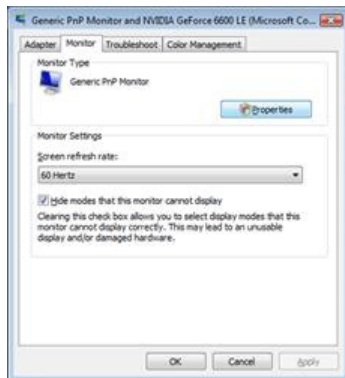 Generic PnP Monitor and NVIDIA GeForce 6600 LE (Microsoft Co...
Adapter Monitor Troubleshoot Color Management
Monitor Type
Generic PnP Monitor
Properties
Monitor Settings
Screen refresh rate:
60 Hertz
Hide modes that this monitor cannot display
Clearing this check box allows you to select display modes that this
monitor cannot display correctly. This may lead to an unusable
display and/or damaged hardware.
OK Cancel Apply